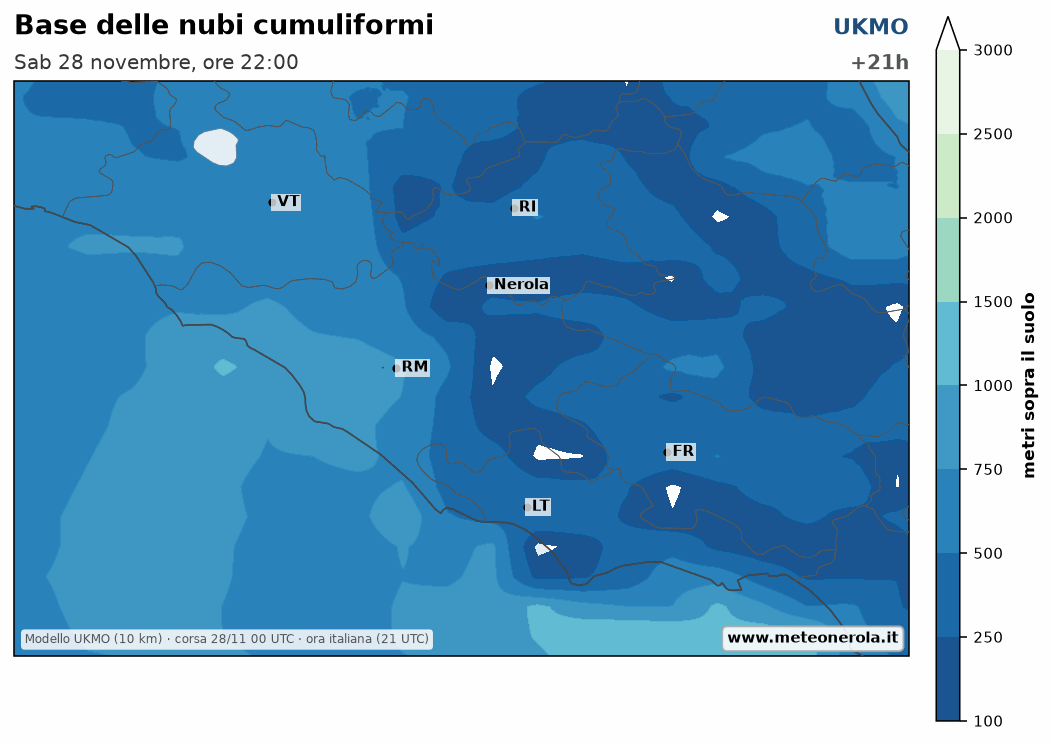 Base delle nubi cumuliformi
UKMO
Sab 28 novembre, ore 22:00
+21h
3000
2500
2000
1500
1000
750
500
250
100
metri sopra il suolo
VT
RI
Nerola
RM
FR
LT
Modello UKMO (10 km) · corsa 28/11 00 UTC · ora italiana (21 UTC)
www.meteonerola.it